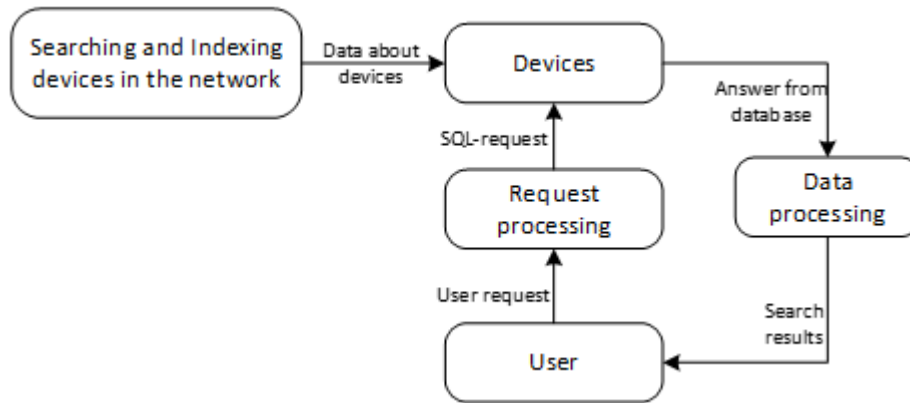 Searching and Indexing
devices in the network
Data about
devices
Devices
Answer from
database
SQL-request
Request
processing
Data
processing
User request
Search
results
User